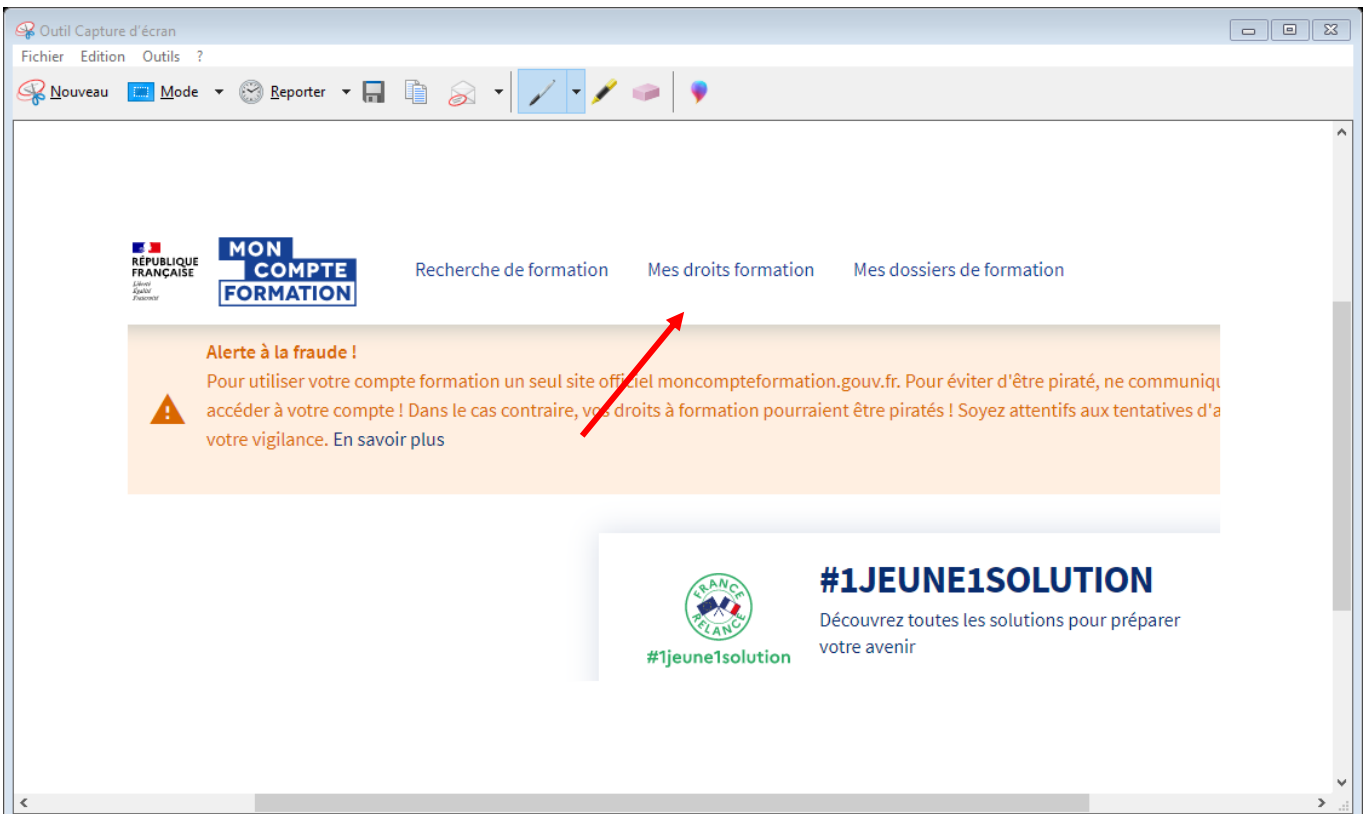 Outil Capture d'écran
Fichier Edition Outils ?
Nouveau Mode Reporter
RÉPUBLIQUE
FRANÇAISE
Liberté
Égalité
Fraternité
MON
COMPTE
FORMATION
Recherche de formation Mes droits formation Mes dossiers de formation
Alerte à la fraude !
Pour utiliser votre compte formation un seul site officiel moncompteformation.gouv.fr. Pour éviter d'être piraté, ne communiqu
accéder à votre compte ! Dans le cas contraire, vos droits à formation pourraient être piratés ! Soyez attentifs aux tentatives d'a
votre vigilance. En savoir plus
FRANCE
RELANCE
#1jeune1solution
#1JEUNE1SOLUTION
Découvrez toutes les solutions pour préparer
votre avenir